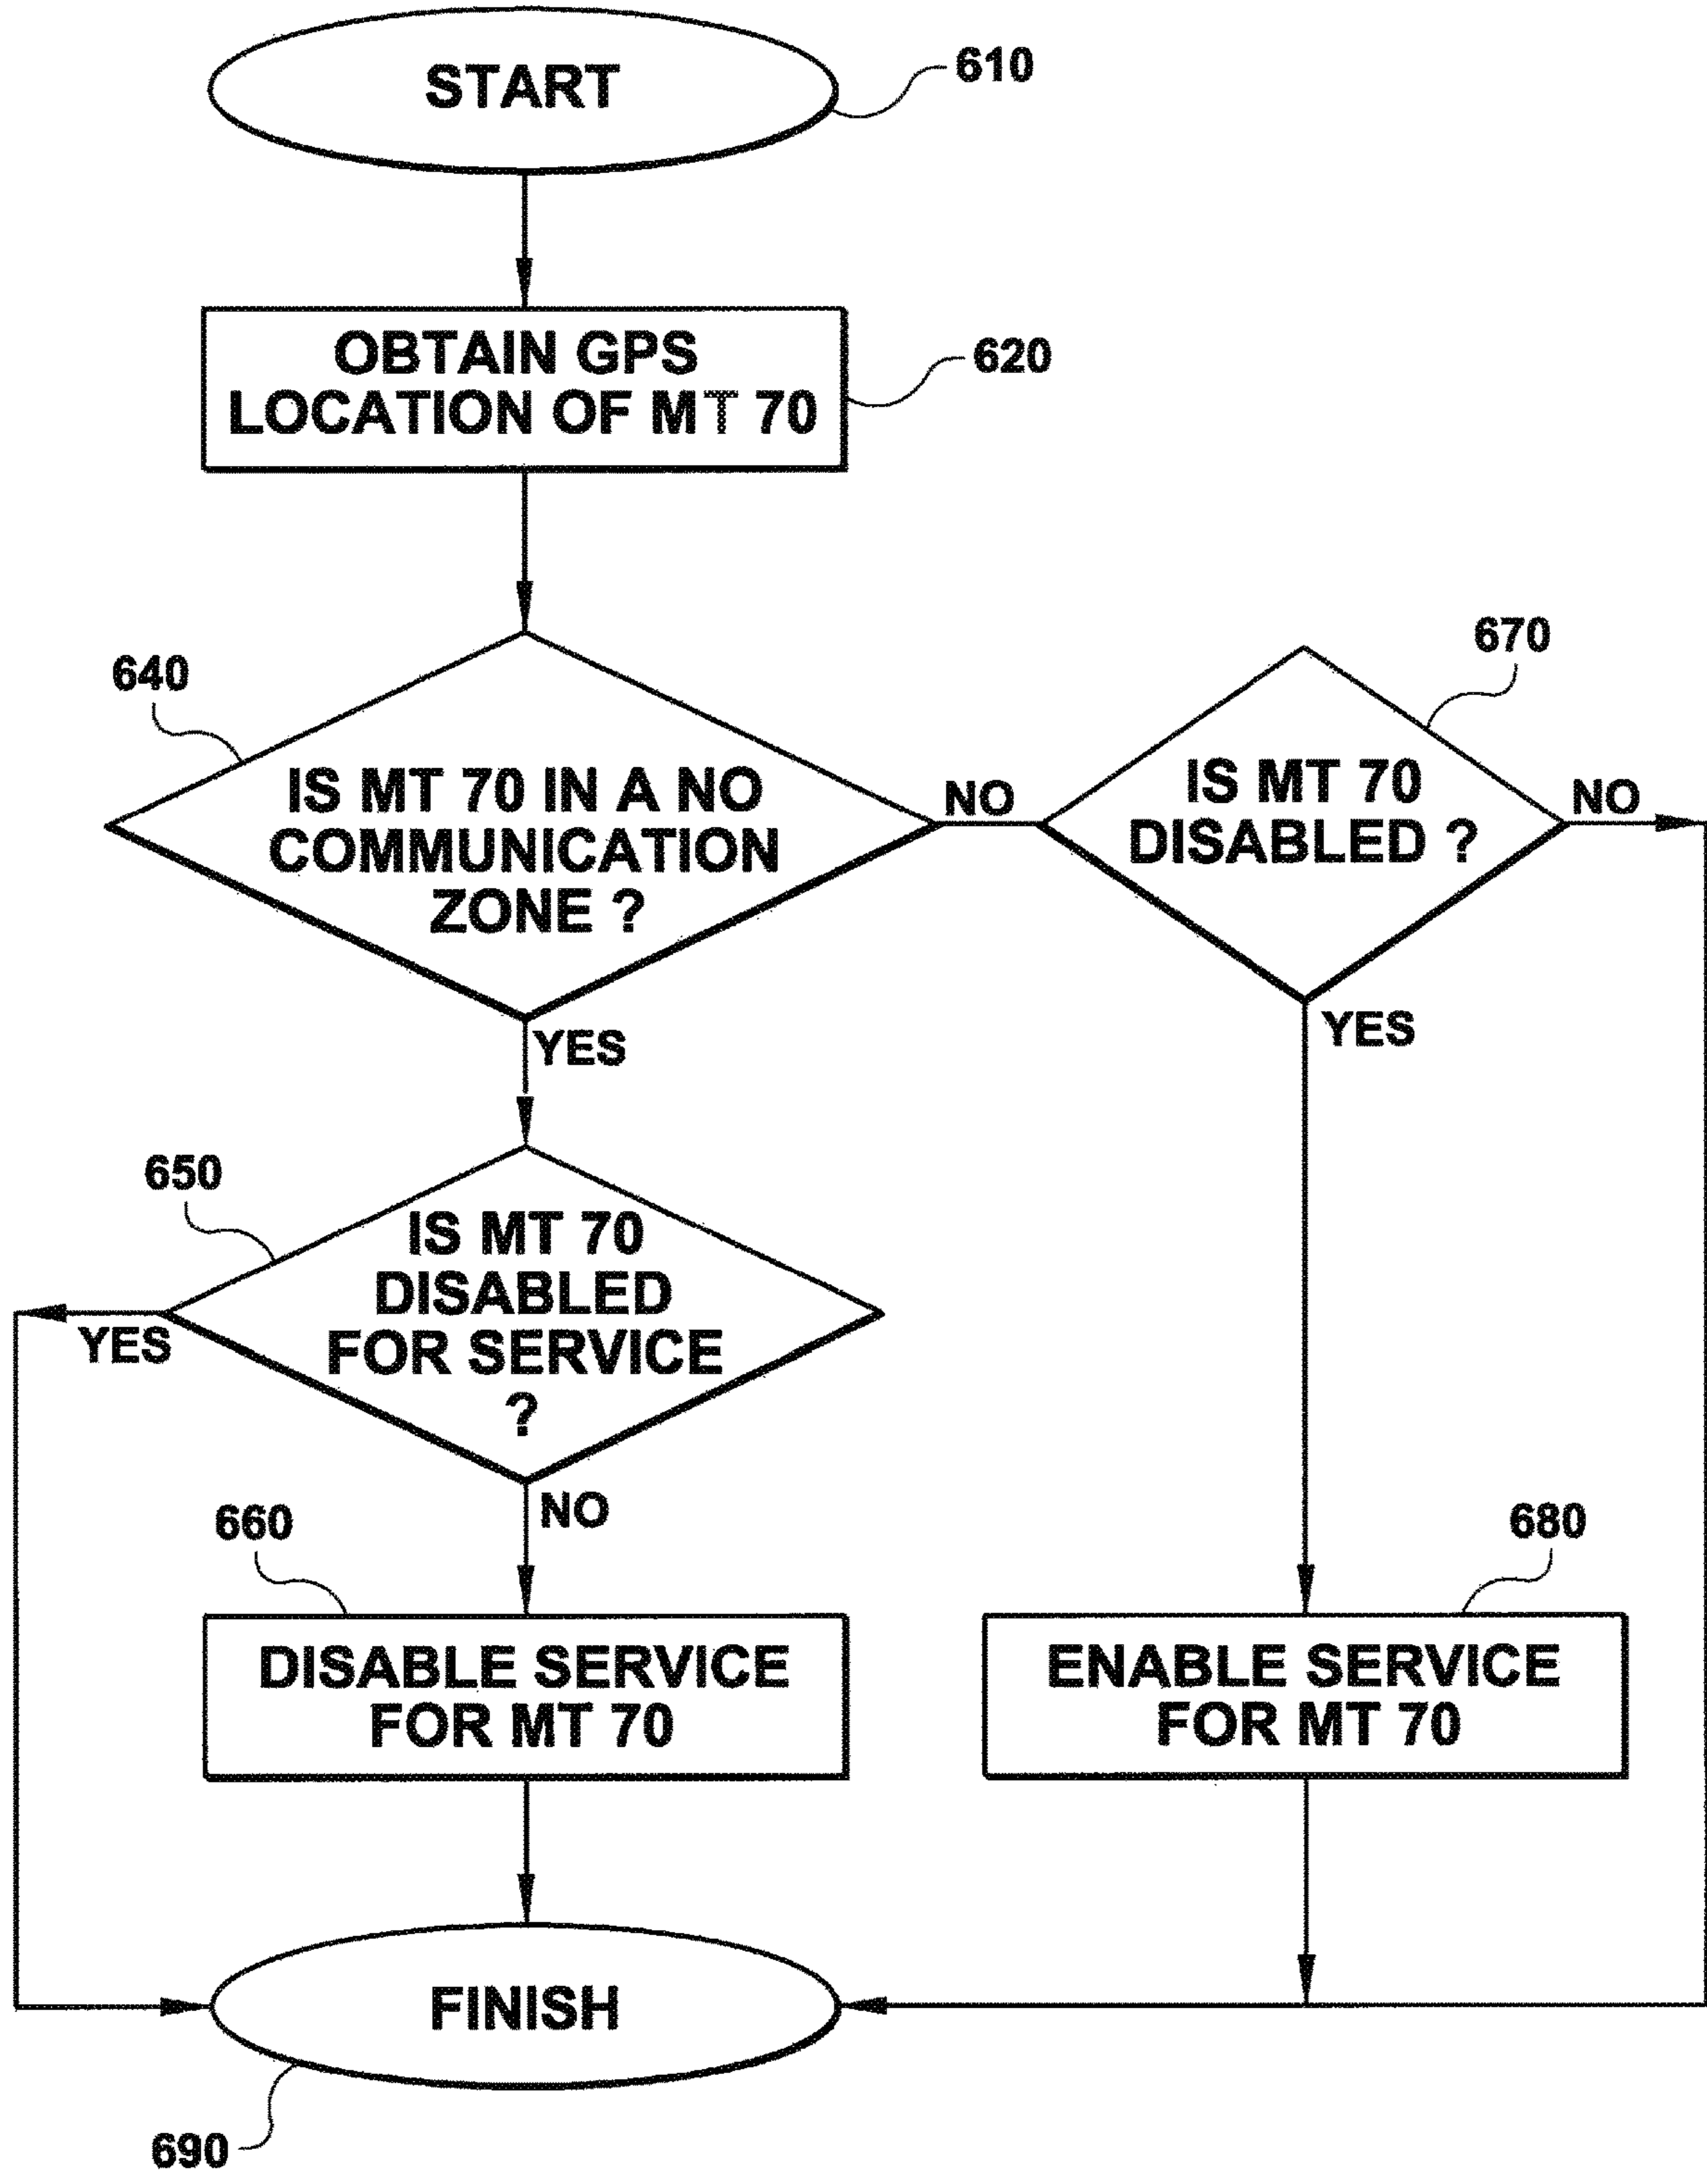 START
610
OBTAIN GPS
LOCATION OF MT 70
620
640
IS MT 70 IN A NO
COMMUNICATION
ZONE ?
NO
670
IS MT 70
DISABLED ?
NO
YES
YES
650
IS MT 70
DISABLED
FOR SERVICE
?
YES
NO
660
DISABLE SERVICE
FOR MT 70
680
ENABLE SERVICE
FOR MT 70
FINISH
690